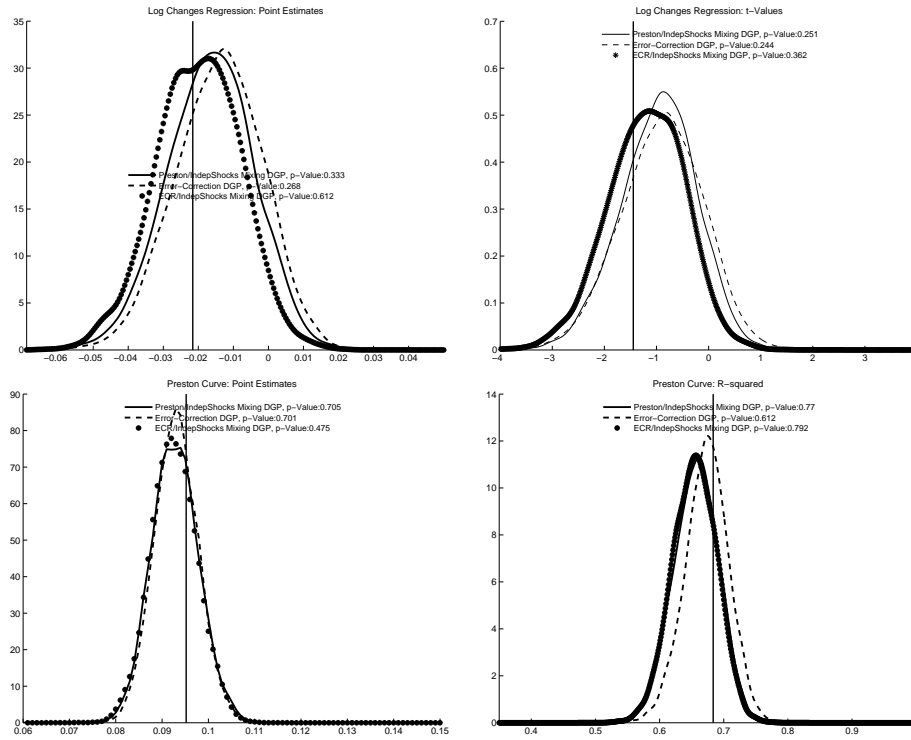 Log Changes Regression: Point Estimates
35
30
25
20
15
10
5
0
Preston/IndepShocks Mixing DGP, p-Value:0.333
Error-Correction DGP, p-Value:0.268
ECR/IndepShocks Mixing DGP, p-Value:0.612
-0.06 -0.05 -0.04 -0.03 -0.02 -0.01 0 0.01 0.02 0.03 0.04
Log Changes Regression: t-Values
0.7
0.6
0.5
0.4
0.3
0.2
0.1
0
Preston/IndepShocks Mixing DGP, p-Value:0.251
Error-Correction DGP, p-Value:0.244
ECR/IndepShocks Mixing DGP, p-Value:0.362
-4 -3 -2 -1 0 1 2 3
Preston Curve: Point Estimates
90
80
70
60
50
40
30
20
10
0
Preston/IndepShocks Mixing DGP, p-Value:0.705
Error-Correction DGP, p-Value:0.701
ECR/IndepShocks Mixing DGP, p-Value:0.475
0.06 0.07 0.08 0.09 0.1 0.11 0.12 0.13 0.14 0.15
Preston Curve: R-squared
14
12
10
8
6
4
2
0
Preston/IndepShocks Mixing DGP, p-Value:0.77
Error-Correction DGP, p-Value:0.612
ECR/IndepShocks Mixing DGP, p-Value:0.792
0.4 0.5 0.6 0.7 0.8 0.9